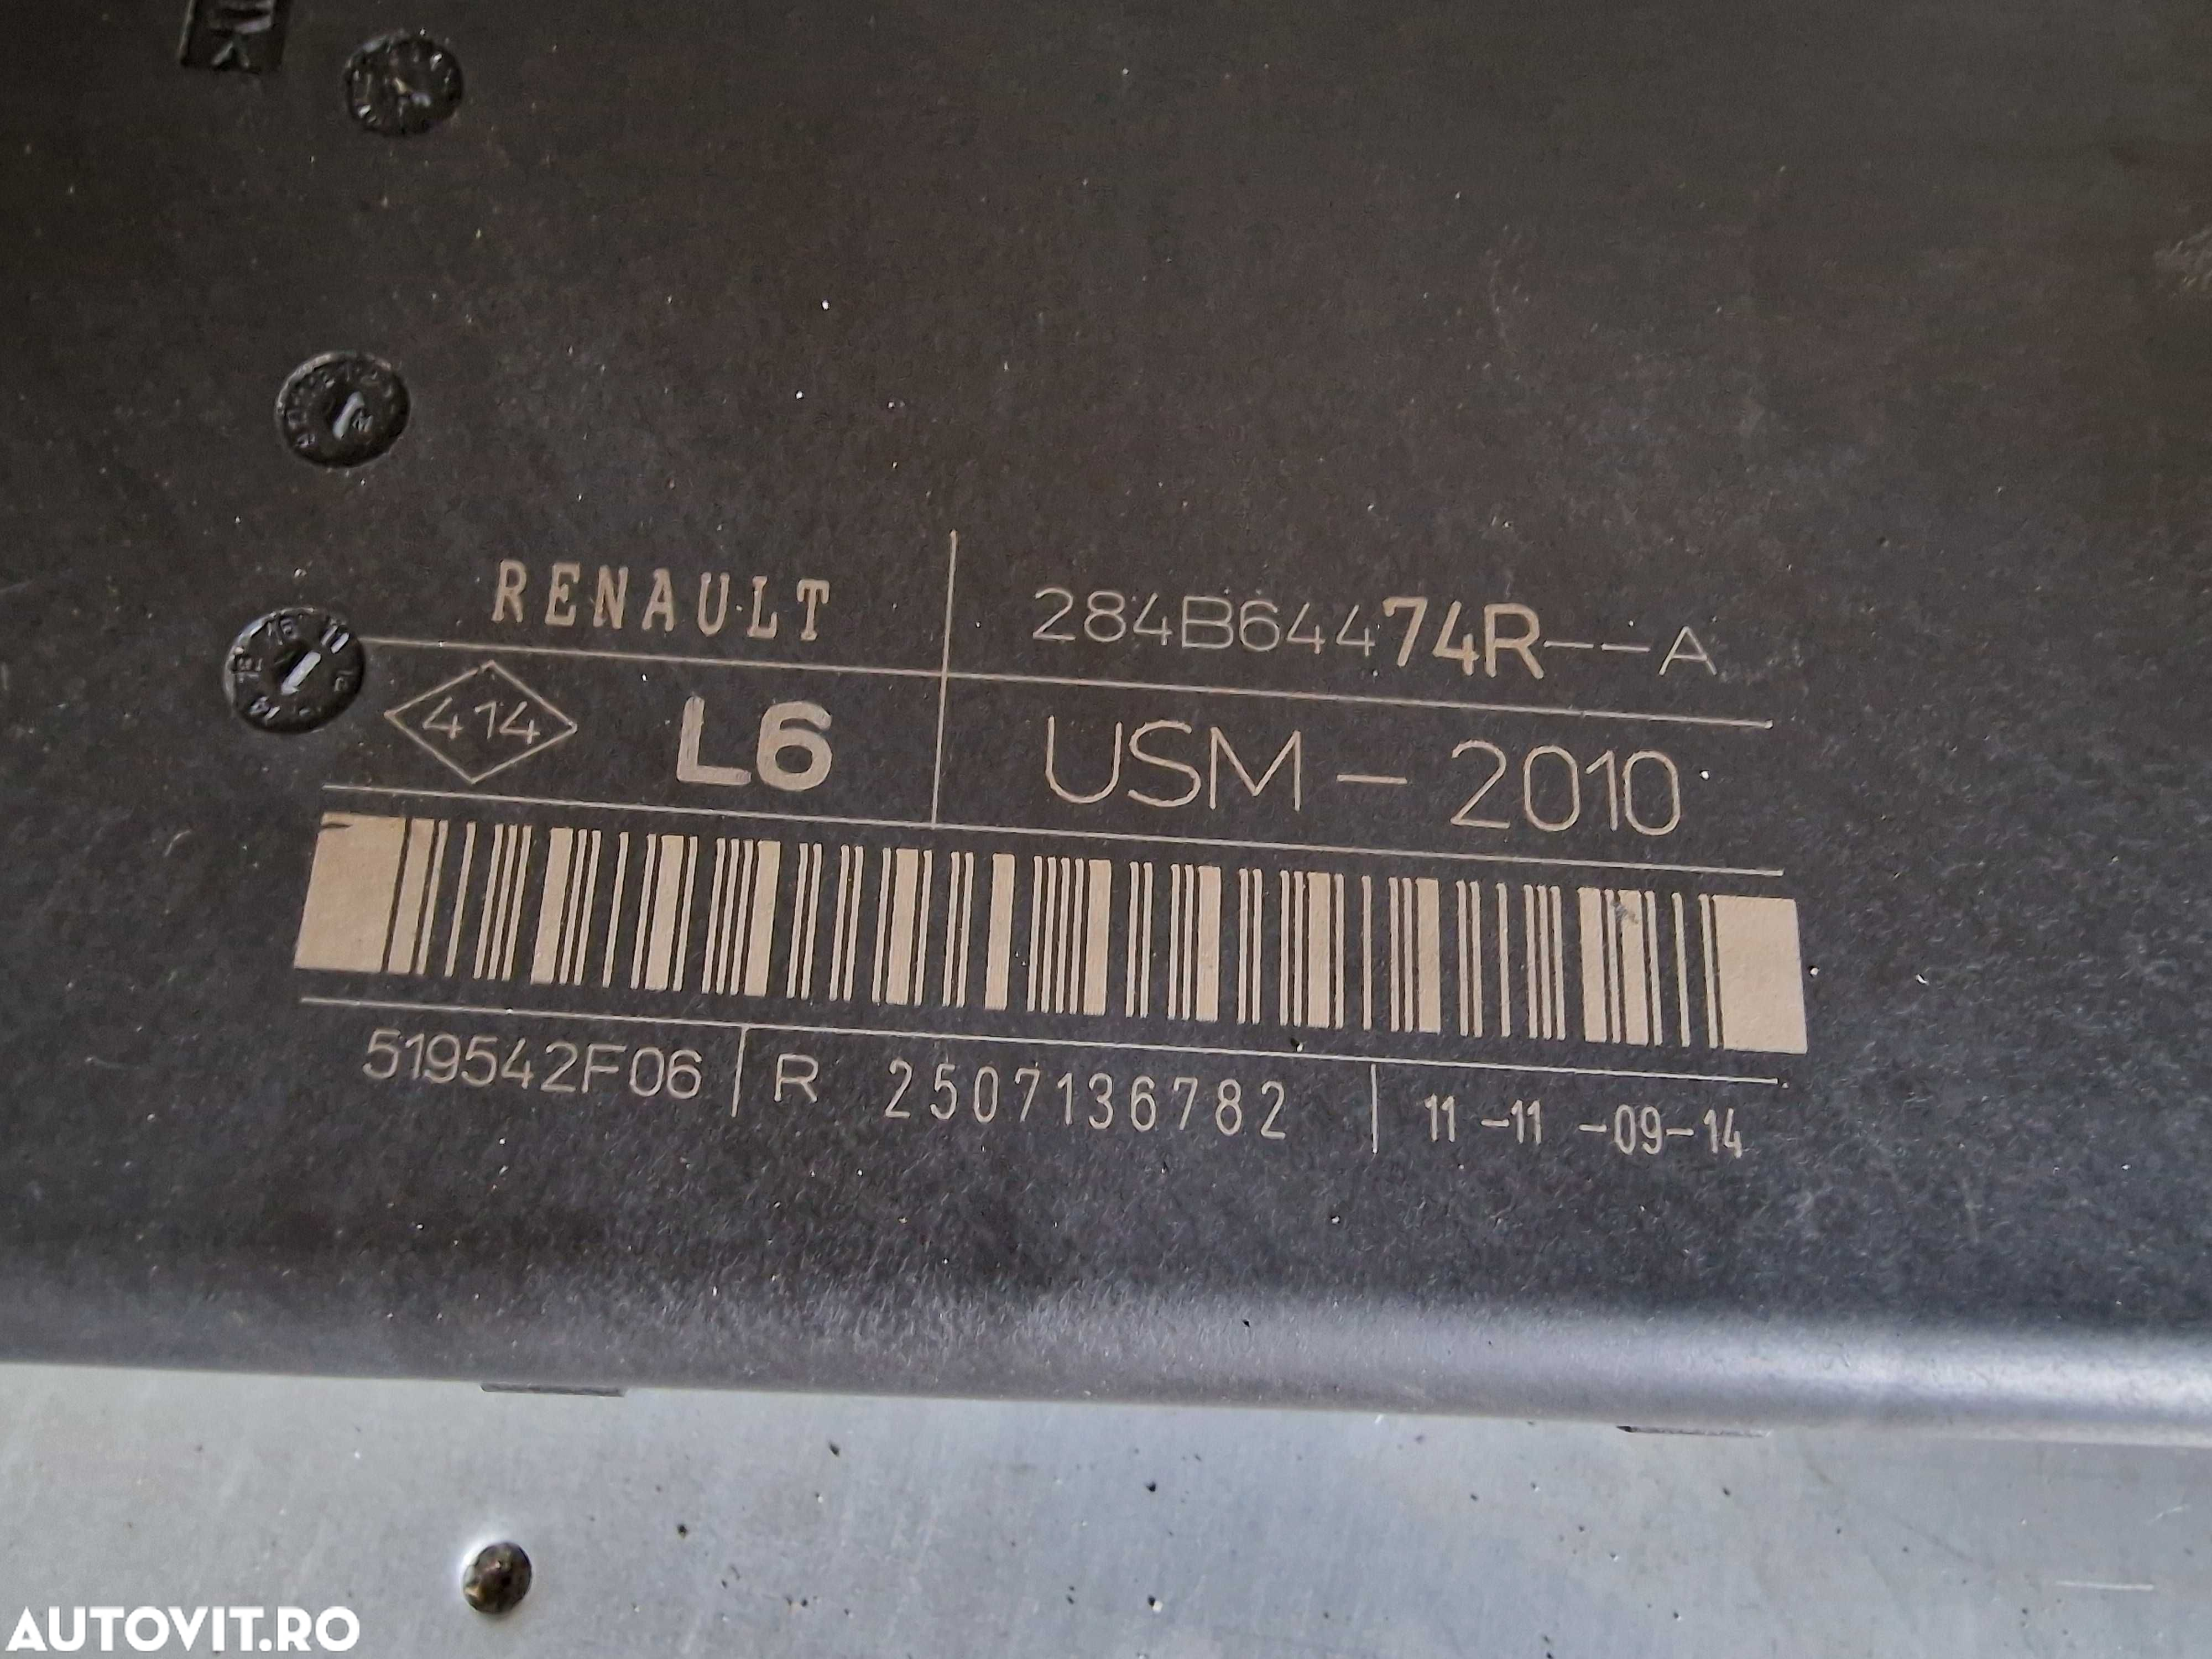 RENAULT 284B64474R--A
414 L6 USM-2010
519542F06 R 2507136782 11-11-09-14
AUTOVIT.RO